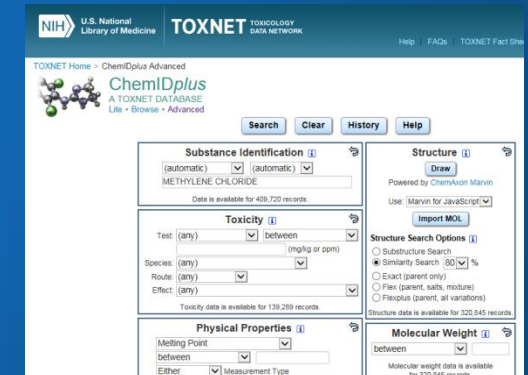 NIH U.S. National Library of Medicine TOXNET TOXICOLOGY DATA NETWORK
Help FAQs TOXNET Fact She
TOXNET Home > ChemIDplus Advanced
ChemIDplus
A TOXNET DATABASE
Lite • Browse • Advanced
Search Clear History Help
Substance Identification
(automatic) (automatic)
METHYLENE CHLORIDE
Data is available for 409,720 records.
Toxicity
Test: (any) between
(mg/kg or ppm)
Species: (any)
Route: (any)
Effect: (any)
Toxicity data is available for 139,289 records.
Physical Properties
Melting Point
between
Either Measurement Type
Structure
Draw
Powered by ChemAxon Marvin
Use: Marvin for JavaScript
Import MOL
Structure Search Options
Substructure Search
Similarity Search 80 %
Exact (parent only)
Flex (parent, salts, mixture)
Flexplus (parent, all variations)
Structure data is available for 320,845 records.
Molecular Weight
between
Molecular weight data is available
for 320,845 records.